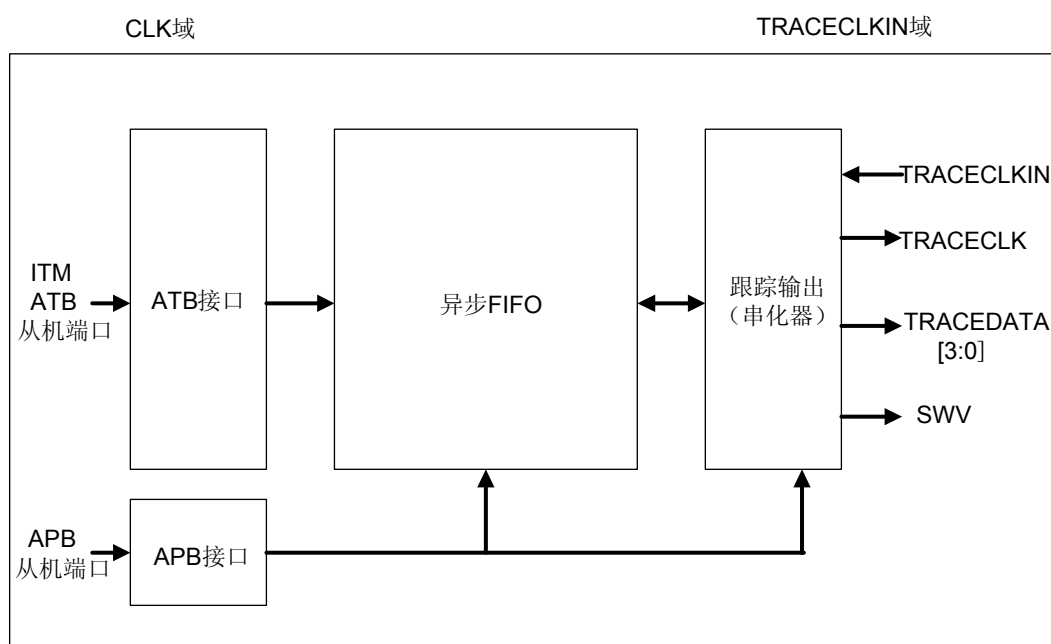 CLK域
TRACECLKIN域
ITM
ATB
从机端口
ATB接口
异步FIFO
跟踪输出
（串化器）
TRACECLKIN
TRACECLK
TRACEDATA
[3:0]
SWV
APB
从机端口
APB接口